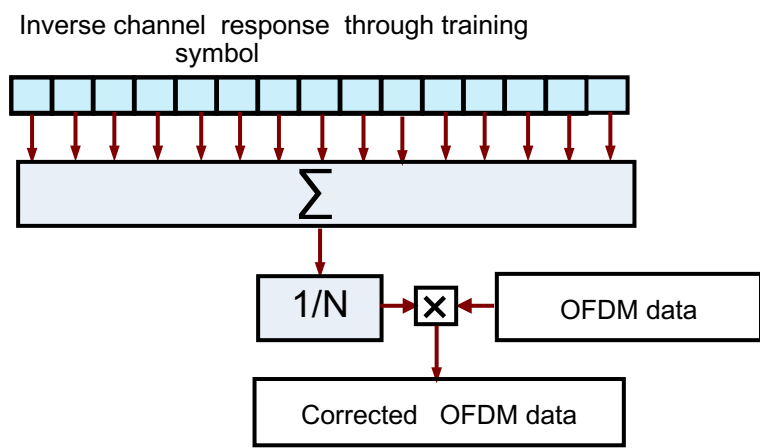 Inverse channel response through training
symbol
∑
1/N
×
OFDM data
Corrected OFDM data